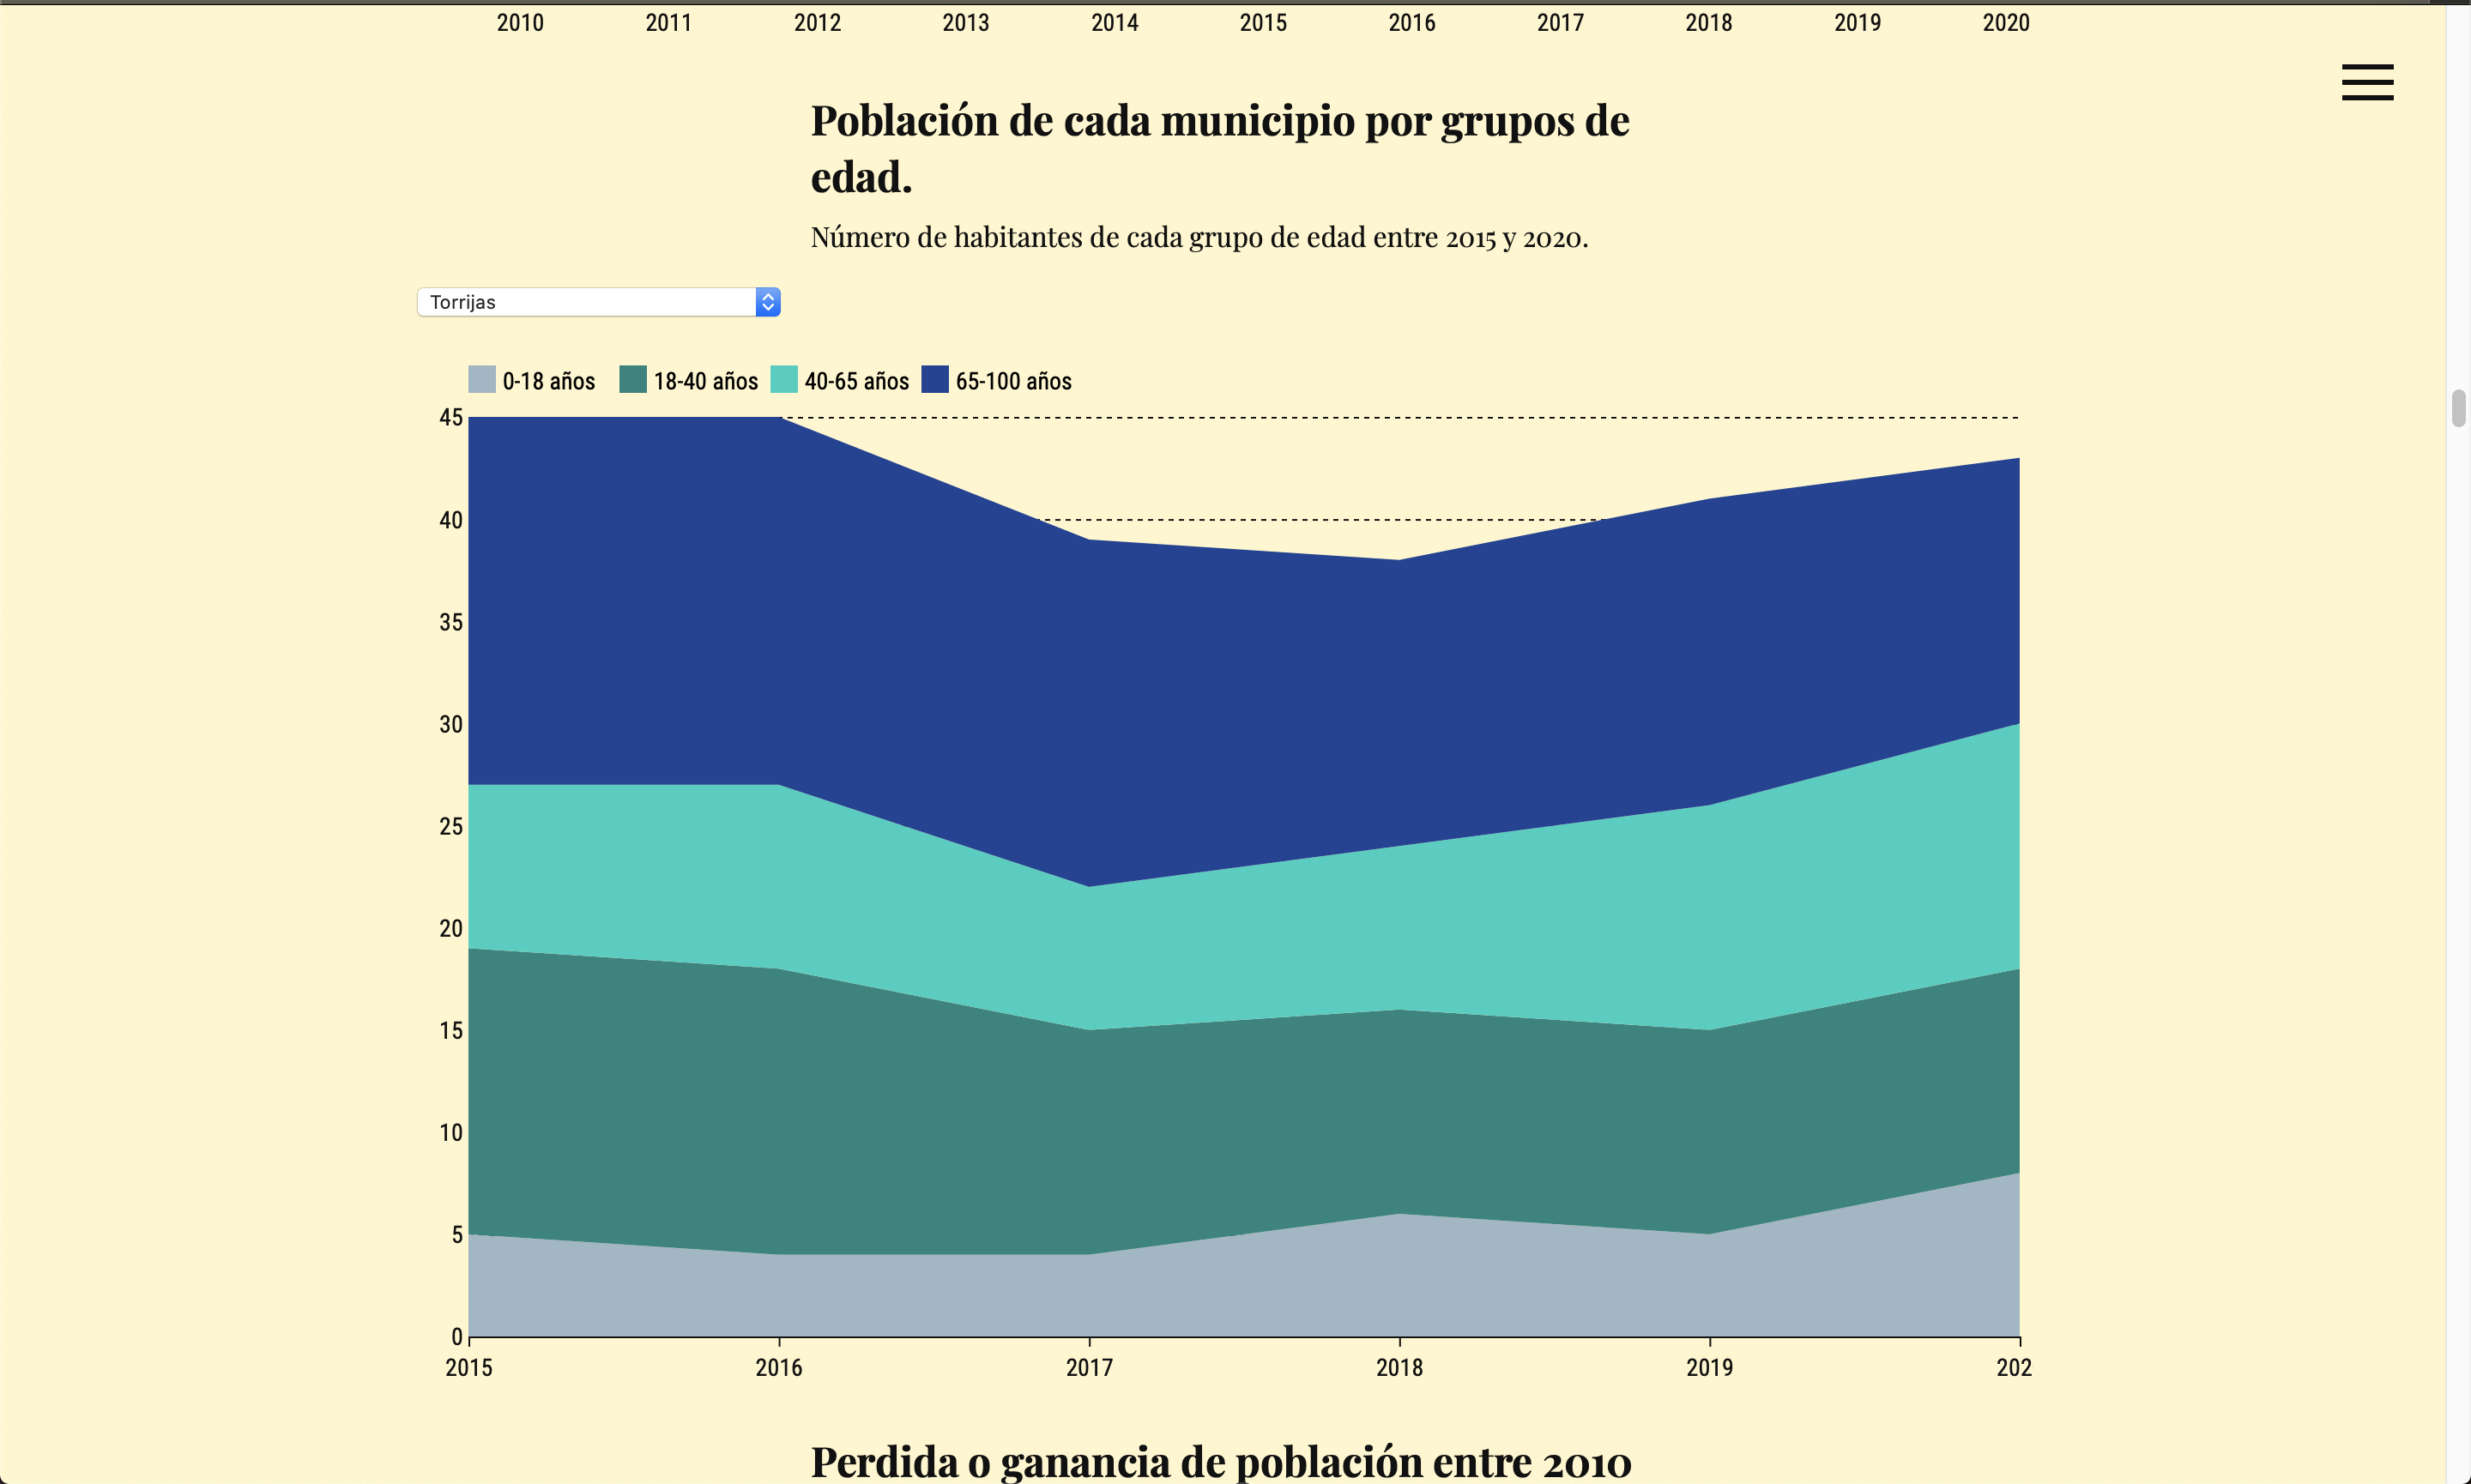 2010 2011 2012 2013 2014 2015 2016 2017 2018 2019 2020
Población de cada municipio por grupos de
edad.
Número de habitantes de cada grupo de edad entre 2015 y 2020.
Torrijas
0-18 años 18-40 años 40-65 años 65-100 años
45
40
35
30
25
20
15
10
5
0
2015 2016 2017 2018 2019 202
Perdida o ganancia de población entre 2010